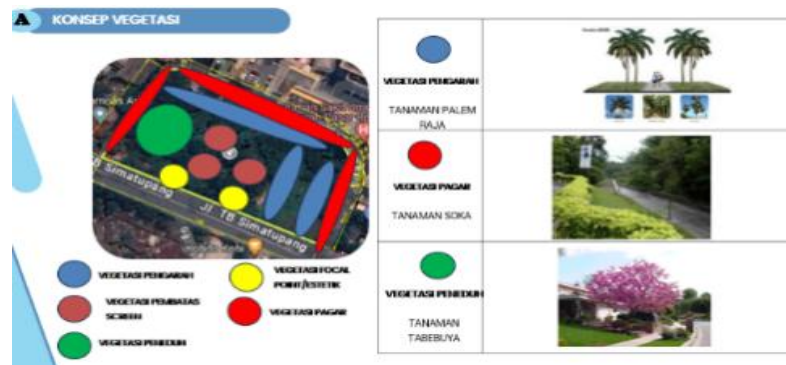 A KONSEP VEGETASI
B Simatupang
Jl. TB Simatupang
VEGETASI PENGARAH
VEGETASI PEMBATAS
SCREEN
VEGETASI PENEDUH
VEGETASI FOCAL
POINT/ESTETIK
VEGETASI PAGAR
VEGETASI PENGARAH
TANAMAN PALEM
RAJA
VEGETASI PAGAR
TANAMAN SOKA
VEGETASI PENEDUH
TANAMAN
TABEBUYA